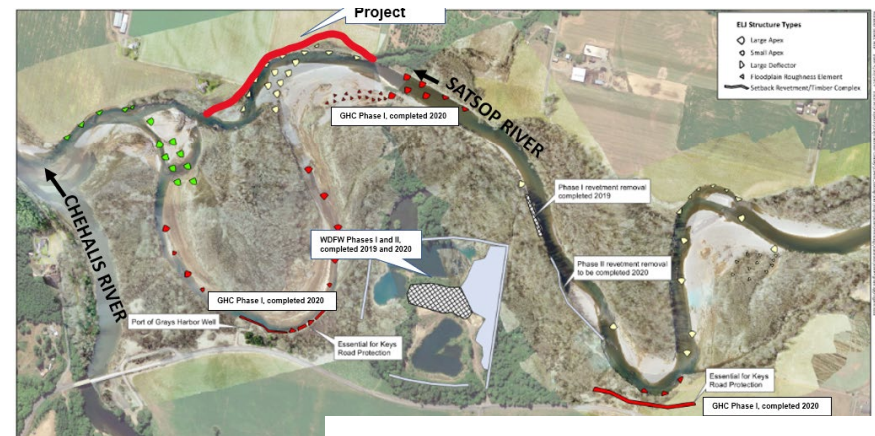 Project
ELJ Structure Types
Large Apex
Small Apex
Large Deflector
Floodplain Roughness Element
Setback Revetment/Timber Complex
SATSOP RIVER
GHC Phase I, completed 2020
Phase I revetment removal
completed 2019
WDFW Phases I and II,
completed 2019 and 2020
Phase II revetment removal
to be completed 2020
CHEHALIS RIVER
GHC Phase I, completed 2020
Port of Grays Harbor Well
Essential for Keys
Road Protection
Essential for Keys
Road Protection
GHC Phase I, completed 2020